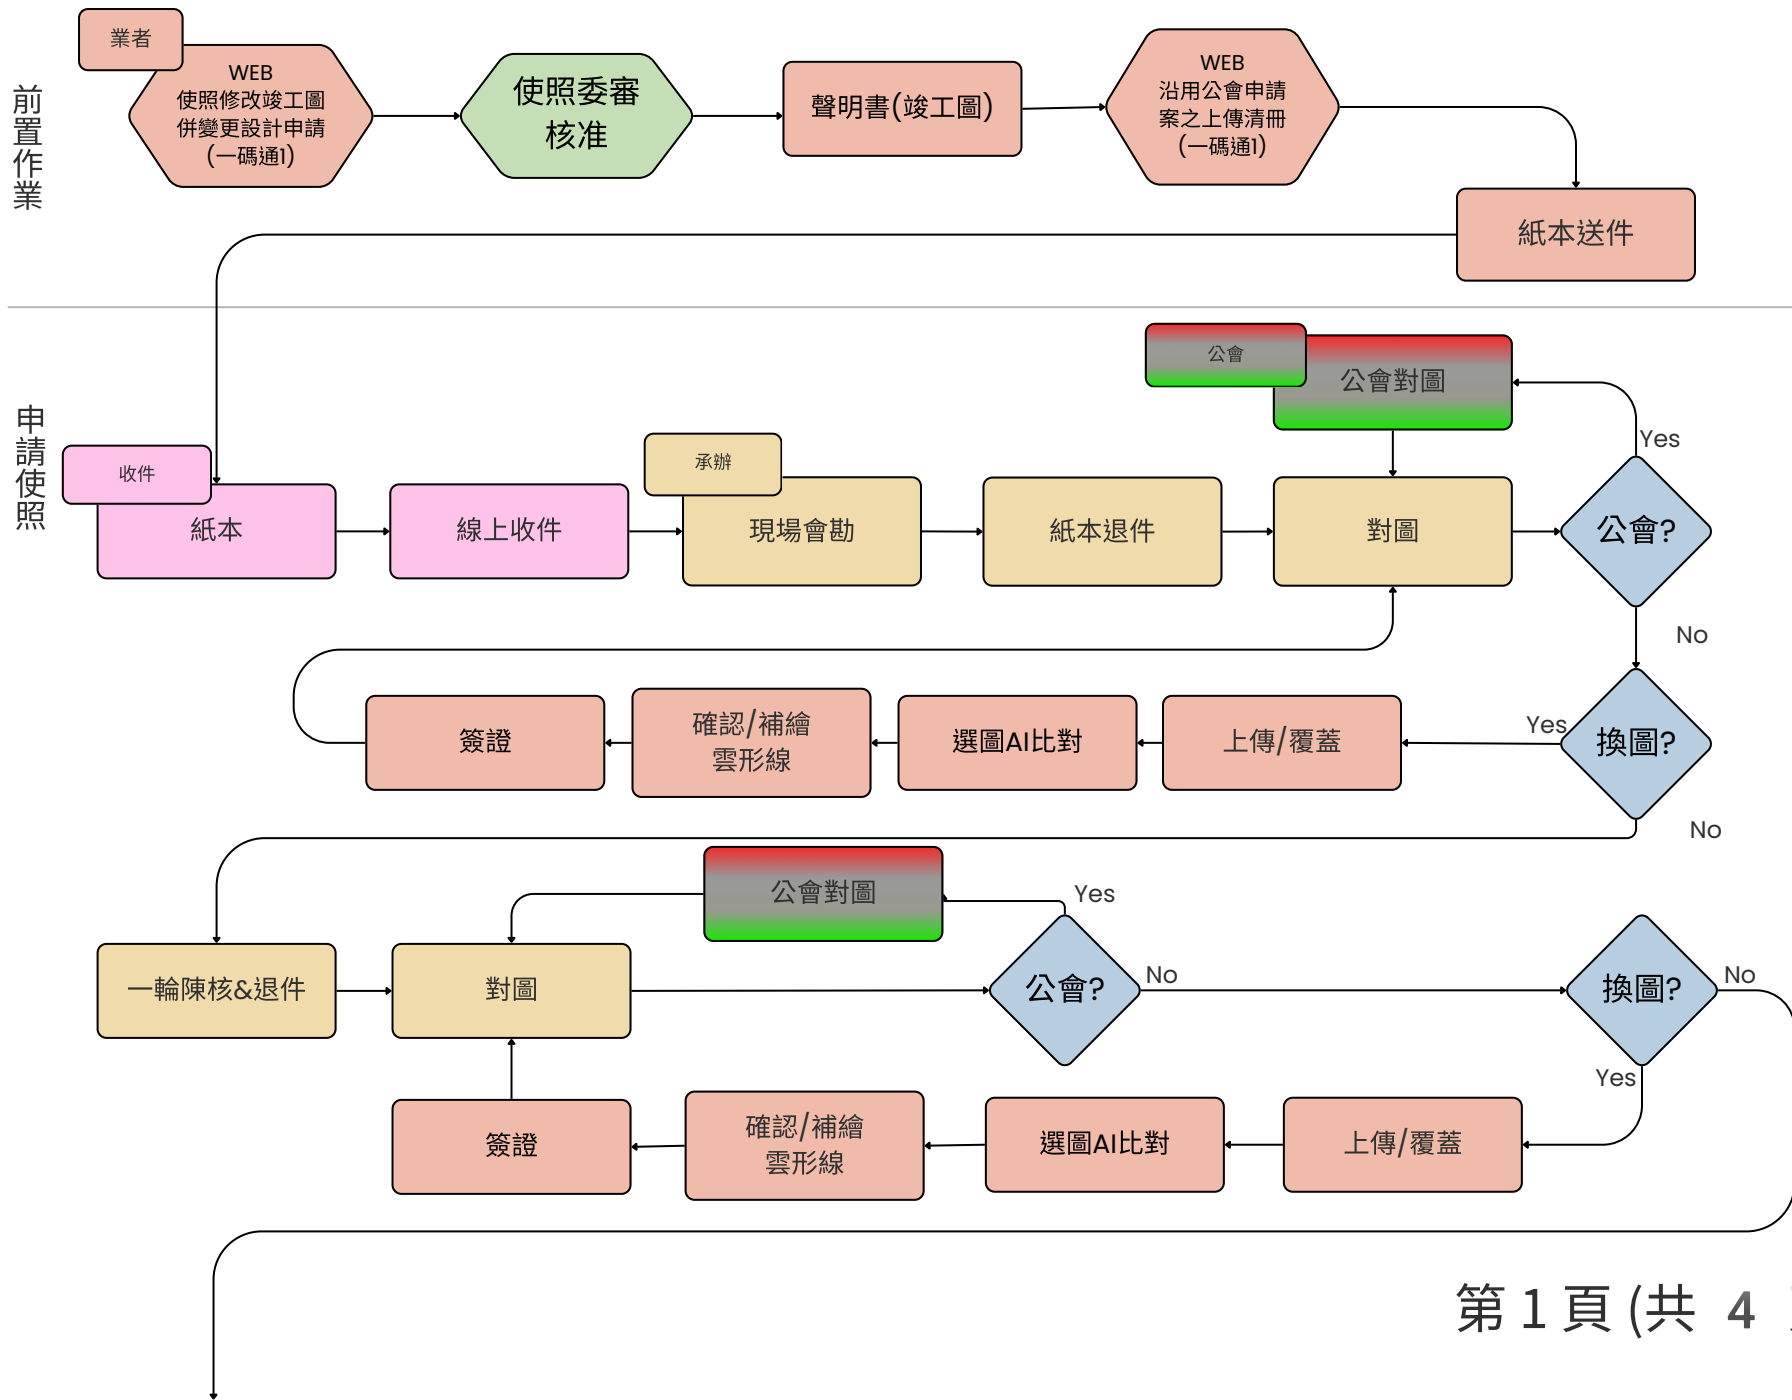 前置作業
業者
WEB
使照修改竣工圖
併變更設計申請
(一碼通1)
使照委審
核准
聲明書(竣工圖)
WEB
沿用公會申請
案之上傳清冊
(一碼通1)
紙本送件
申請使照
公會
公會對圖
Yes
收件
紙本
線上收件
承辦
現場會勘
紙本退件
對圖
公會?
No
簽證
確認/補繪
雲形線
選圖AI比對
上傳/覆蓋
Yes
換圖?
No
公會對圖
Yes
一輪陳核&退件
對圖
公會?
No
換圖?
No
Yes
簽證
確認/補繪
雲形線
選圖AI比對
上傳/覆蓋
第 1 頁 (共 4